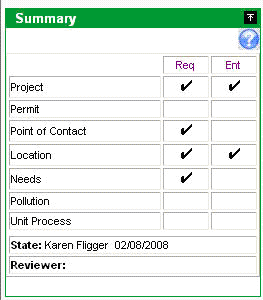 Summary
Req Ent
Project ✔ ✔
Permit
Point of Contact ✔
Location ✔ ✔
Needs ✔
Pollution
Unit Process
State: Karen Fligger 02/08/2008
Reviewer: